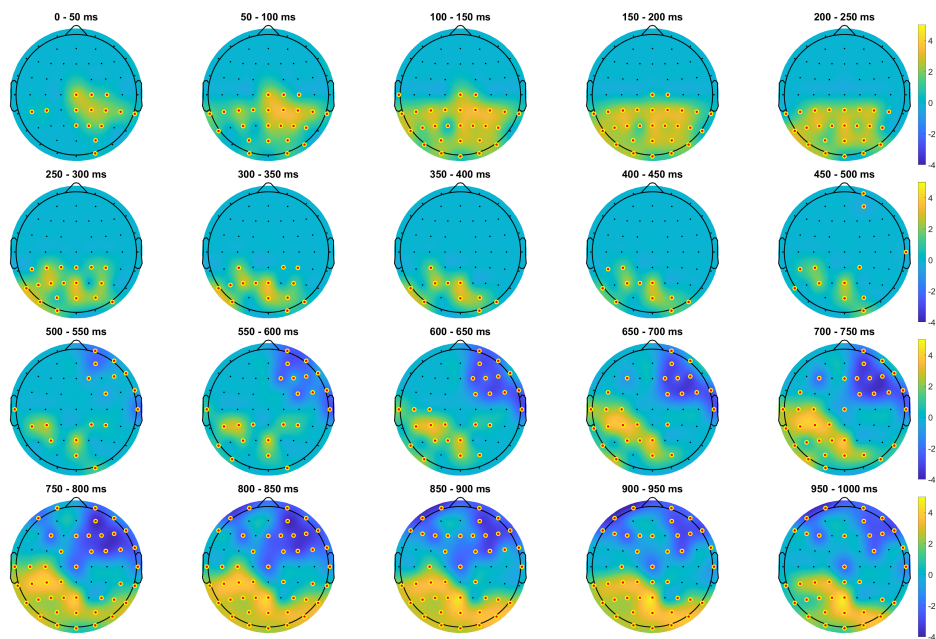 0 - 50 ms
50 - 100 ms
100 - 150 ms
150 - 200 ms
200 - 250 ms
4
2
0
-2
-4
250 - 300 ms
300 - 350 ms
350 - 400 ms
400 - 450 ms
450 - 500 ms
4
2
0
-2
-4
500 - 550 ms
550 - 600 ms
600 - 650 ms
650 - 700 ms
700 - 750 ms
4
2
0
-2
-4
750 - 800 ms
800 - 850 ms
850 - 900 ms
900 - 950 ms
950 - 1000 ms
4
2
0
-2
-4